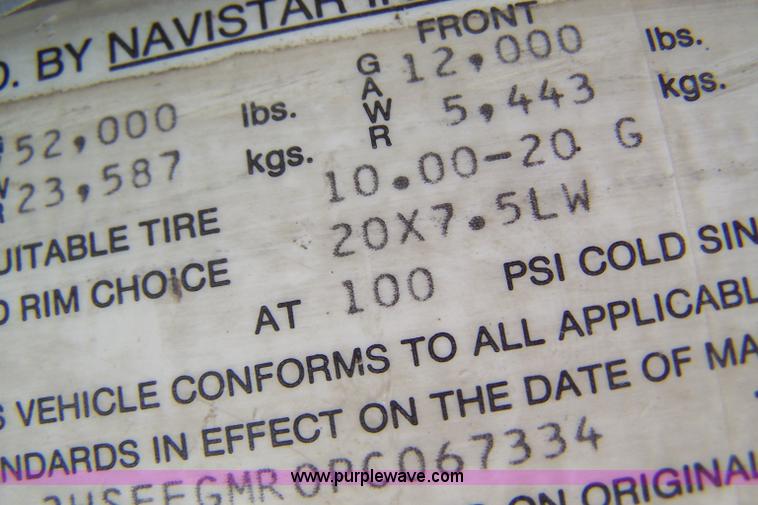 D. BY NAVISTAR
FRONT
GAWR 12,000 lbs.
5,443 kgs.
52,000 lbs.
23,587 kgs.
10.00-20 G
UITABLE TIRE 20X7.5LW
D RIM CHOICE
AT 100 PSI COLD SIN
S VEHICLE CONFORMS TO ALL APPLICABL
NDARDS IN EFFECT ON THE DATE OF MA
067334
www.purplewave.com
ON ORIGINAL